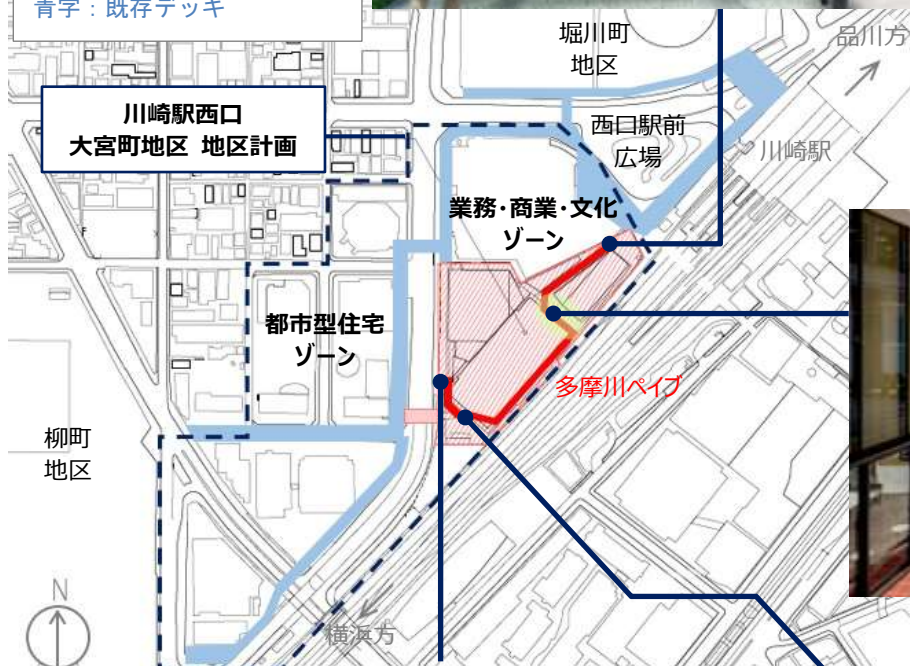 青字：既存デッキ
堀川町
地区
品川方
川崎駅西口
大宮町地区 地区計画
西口駅前
広場
川崎駅
業務・商業・文化
ゾーン
都市型住宅
ゾーン
多摩川ペイブ
柳町
地区
N
横浜方